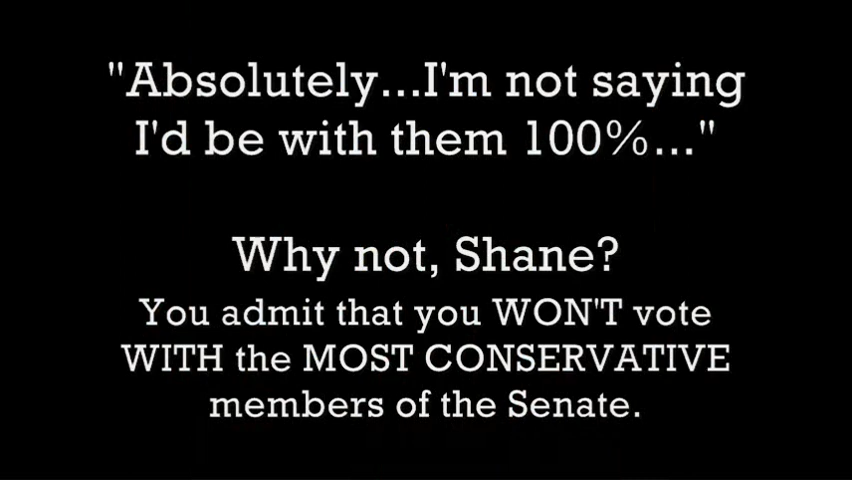 "Absolutely...I'm not saying
I'd be with them 100%..."
Why not, Shane?
You admit that you WON'T vote
WITH the MOST CONSERVATIVE
members of the Senate.